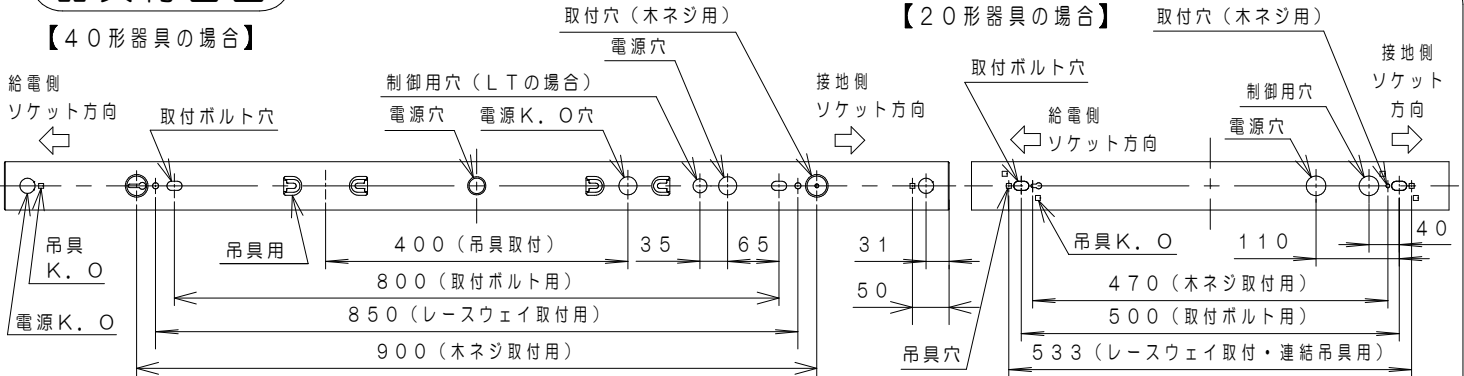 【40形器具の場合】
給電側
ソケット方向
取付ボルト穴
制御用穴（LTの場合）
電源穴
電源K．O穴
取付穴（木ネジ用）
電源穴
接地側
ソケット方向
吊具
K．O
電源K．O
吊具用
400（吊具取付）
35
65
31
50
800（取付ボルト用）
850（レースウェイ取付用）
900（木ネジ取付用）
【20形器具の場合】
取付穴（木ネジ用）
取付ボルト穴
給電側
ソケット方向
制御用穴
電源穴
接地側
ソケット
方向
吊具K．O
110
40
470（木ネジ取付用）
500（取付ボルト用）
吊具穴
533（レースウェイ取付・連結吊具用）